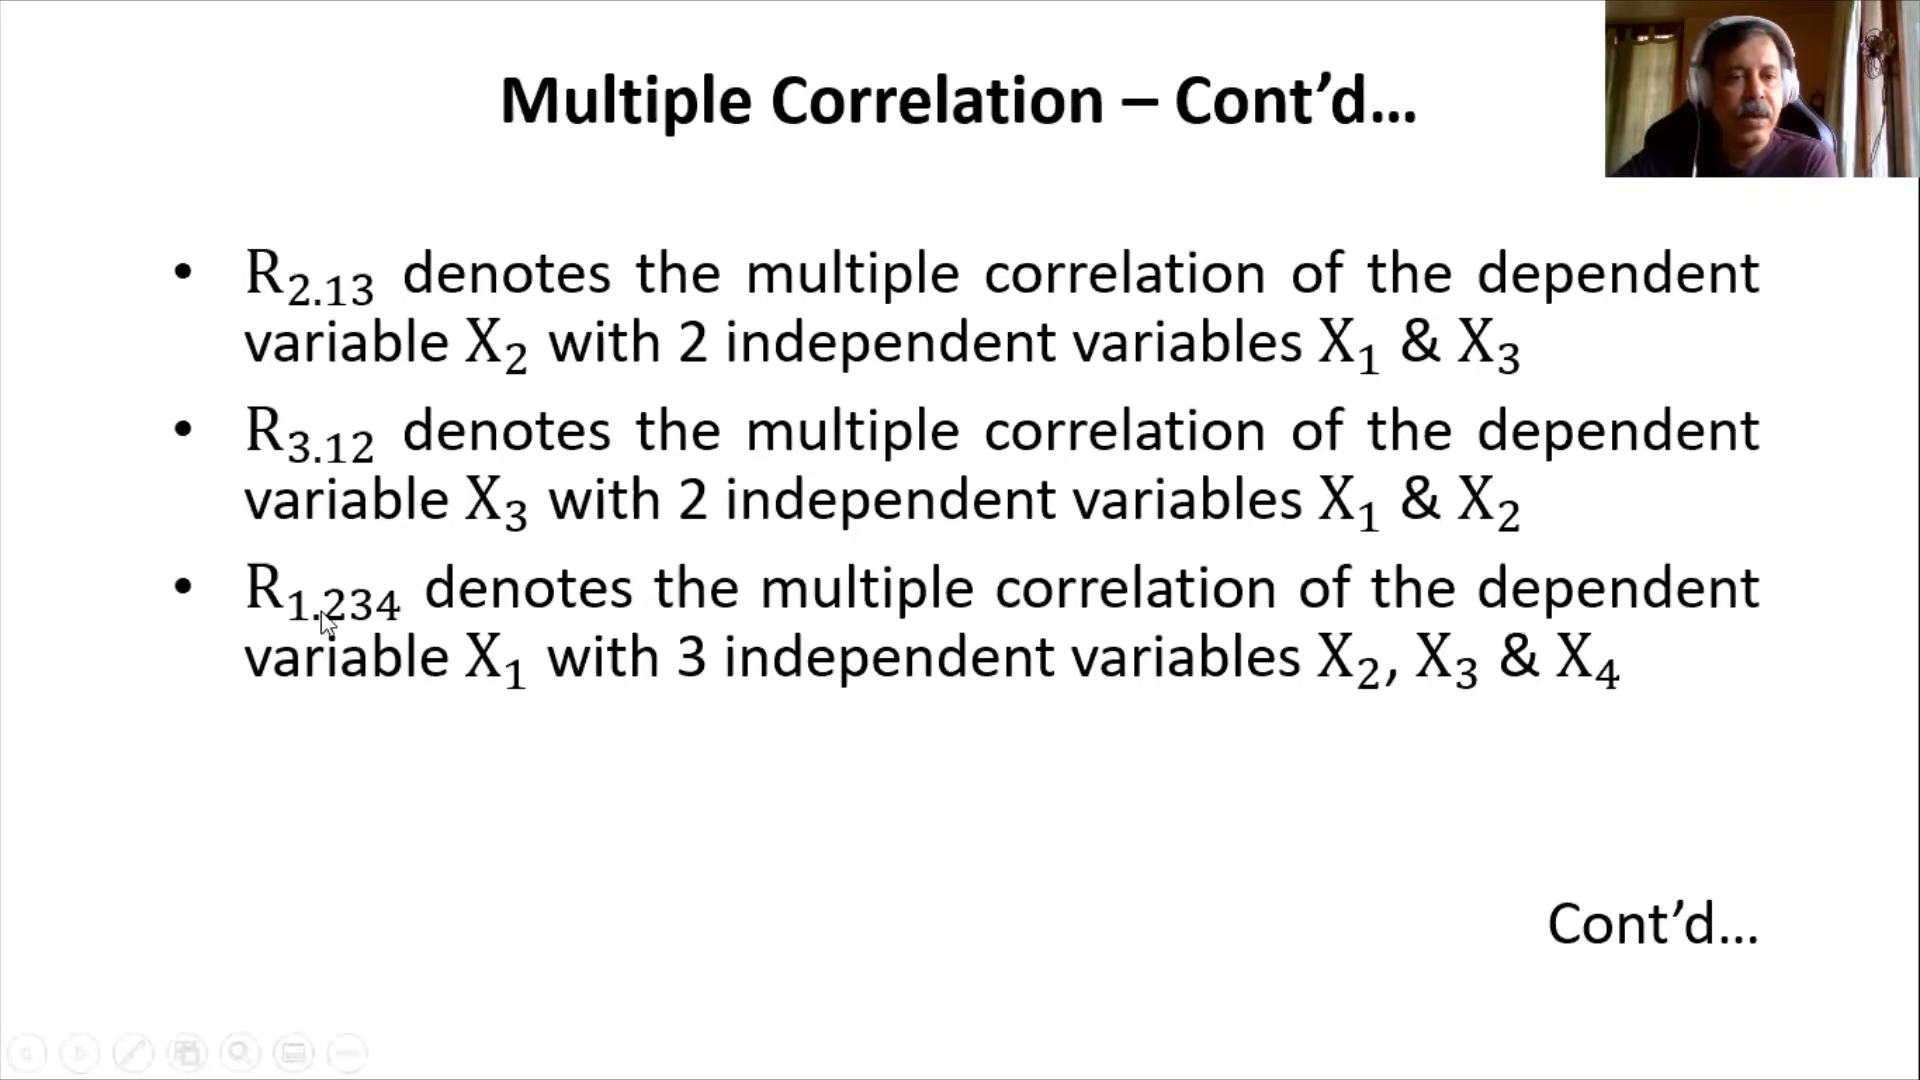 Multiple Correlation – Cont’d...
• R₂.₁₃ denotes the multiple correlation of the dependent
variable X₂ with 2 independent variables X₁ & X₃
• R₃.₁₂ denotes the multiple correlation of the dependent
variable X₃ with 2 independent variables X₁ & X₂
• R₁.₂₃₄ denotes the multiple correlation of the dependent
variable X₁ with 3 independent variables X₂, X₃ & X₄
Cont’d...